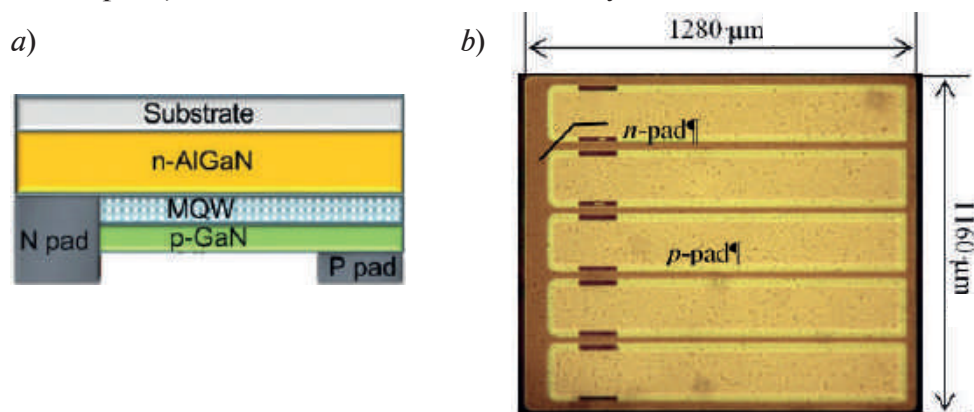 a)
Substrate
n-AlGaN
MQW
p-GaN
N pad
P pad
b)
1280 μm
n-pad¶
p-pad¶
1160 μm